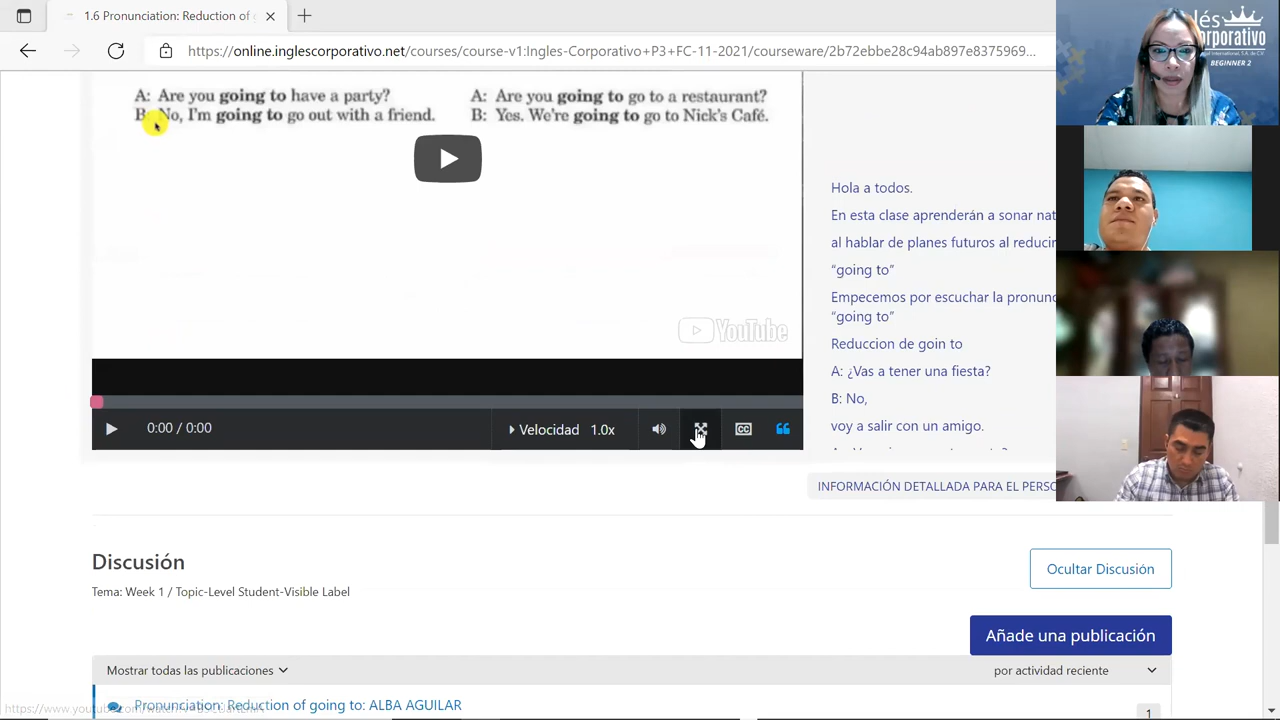 1.6 Pronunciation: Reduction of
https://online.inglescorporativo.net/courses/course-v1:Ingles-Corporativo+P3+FC-11-2021/courseware/2b72ebbe28c94ab897e8375969...
lés
orporativo
BEGINNER 2
A: Are you going to have a party?
B: No, I'm going to go out with a friend.
A: Are you going to go to a restaurant?
B: Yes. We're going to go to Nick's Café.
YouTube
0:00 / 0:00
Velocidad 1.0x
CC
Hola a todos.
En esta clase aprenderán a sonar nat
al hablar de planes futuros al reducir
“going to”
Empecemos por escuchar la pronunc
“going to”
Reduccion de goin to
A: ¿Vas a tener una fiesta?
B: No,
voy a salir con un amigo.
INFORMACIÓN DETALLADA PARA EL PERSO
Discusión
Ocultar Discusión
Tema: Week 1 / Topic-Level Student-Visible Label
Añade una publicación
Mostrar todas las publicaciones
por actividad reciente
Pronunciation: Reduction of going to: ALBA AGUILAR
1